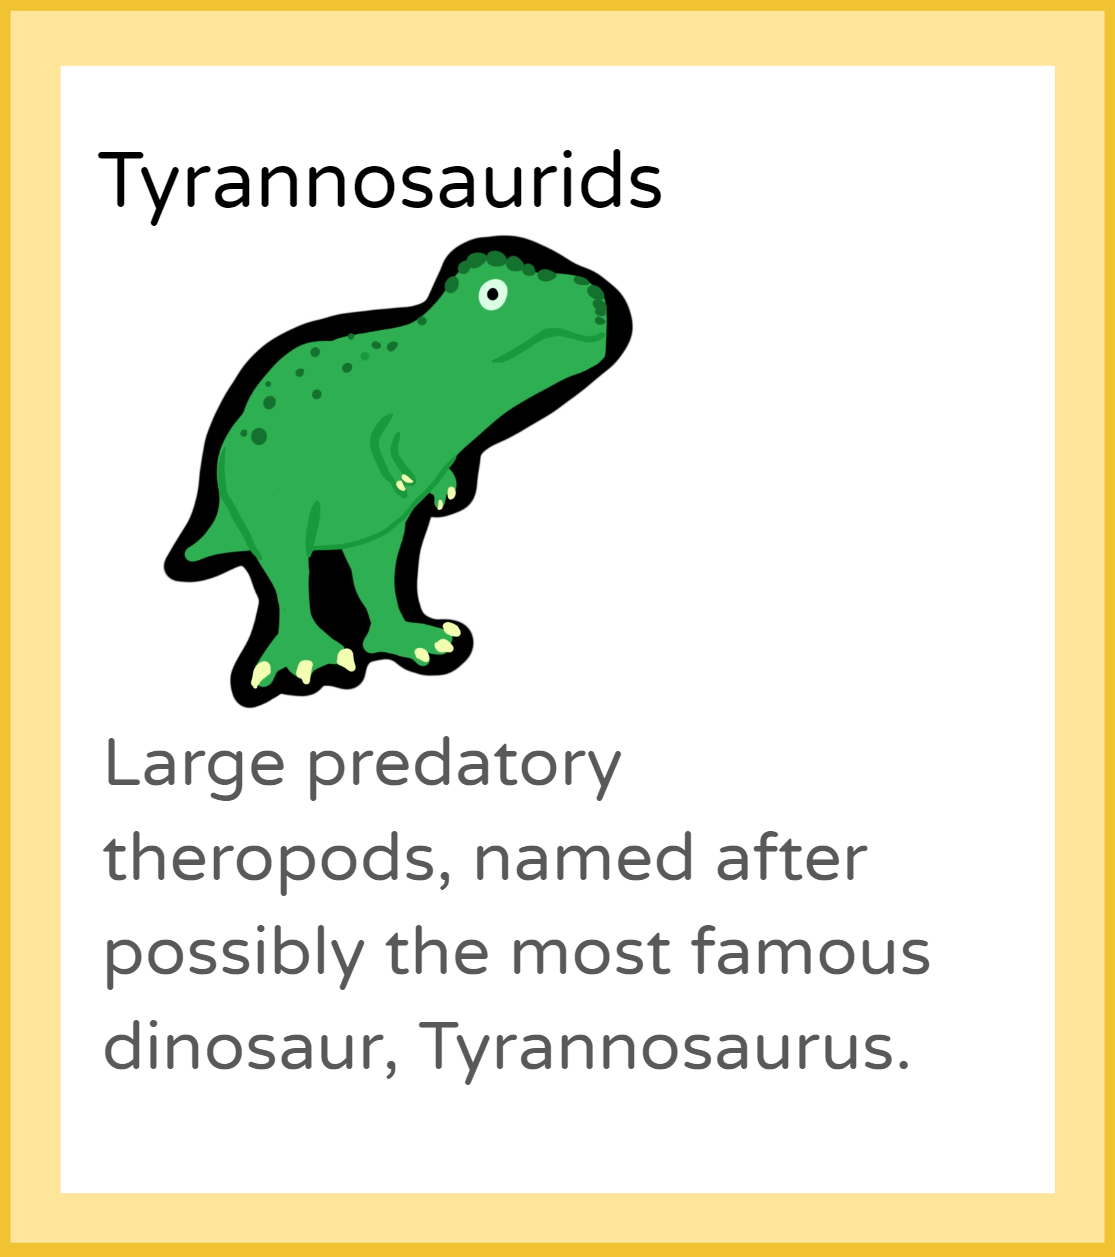 Tyrannosaurids
Large predatory
theropods, named after
possibly the most famous
dinosaur, Tyrannosaurus.